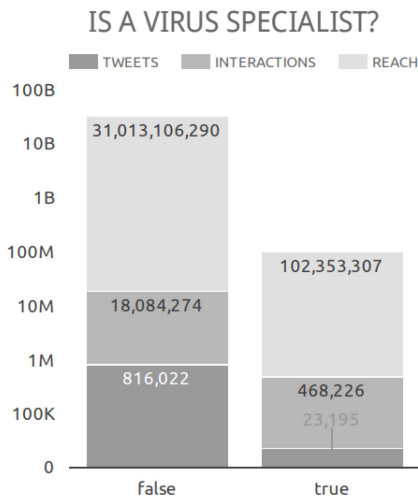 IS A VIRUS SPECIALIST?
TWEETS INTERACTIONS REACH
100B
31,013,106,290
10B
1B
100M
102,353,307
10M
18,084,274
1M
816,022
468,226
100K
23,195
0
false true